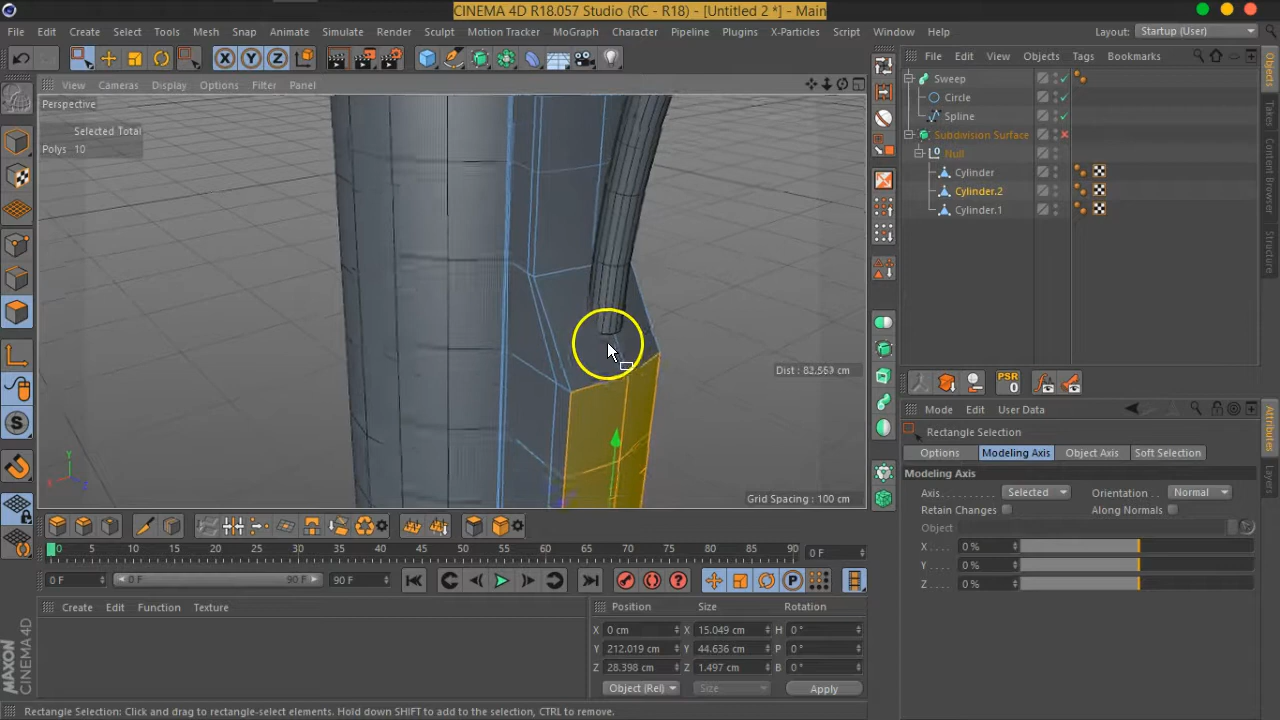 CINEMA 4D R18.057 Studio (RC - R18) - [Untitled 2 *] - Main
File Edit Create Select Tools Mesh Snap Animate Simulate Render Sculpt Motion Tracker MoGraph Character Pipeline Plugins X-Particles Script Window Help Layout: Startup (User)
X Y Z
View Cameras Display Options Filter Panel
File Edit View Objects Tags Bookmarks
Perspective
Selected Total
Polys 10
Sweep
Circle
Spline
Subdivision Surface
Null
Cylinder
Cylinder.2
Cylinder.1
Objects
Takes
Content Browser
Structure
Dist : 82.563 cm
Grid Spacing : 100 cm
Y
X
Z
S
PSR
0
Mode Edit User Data
Rectangle Selection
Options Modeling Axis Object Axis Soft Selection
Modeling Axis
Axis Selected Orientation Normal
Retain Changes Along Normals
Object
X 0 %
Y 0 %
Z 0 %
Attributes
Layers
0 5 10 15 20 25 30 35 40 45 50 55 60 65 70 75 80 85 90 0 F
0 F 0 F 90 F 90 F
P
Create Edit Function Texture
Position Size Rotation
X 0 cm X 15.049 cm H 0 °
Y 212.019 cm Y 44.636 cm P 0 °
Z 28.398 cm Z 1.497 cm B 0 °
Object (Rel) Size Apply
MAXON
CINEMA 4D
Rectangle Selection: Click and drag to rectangle-select elements. Hold down SHIFT to add to the selection, CTRL to remove.